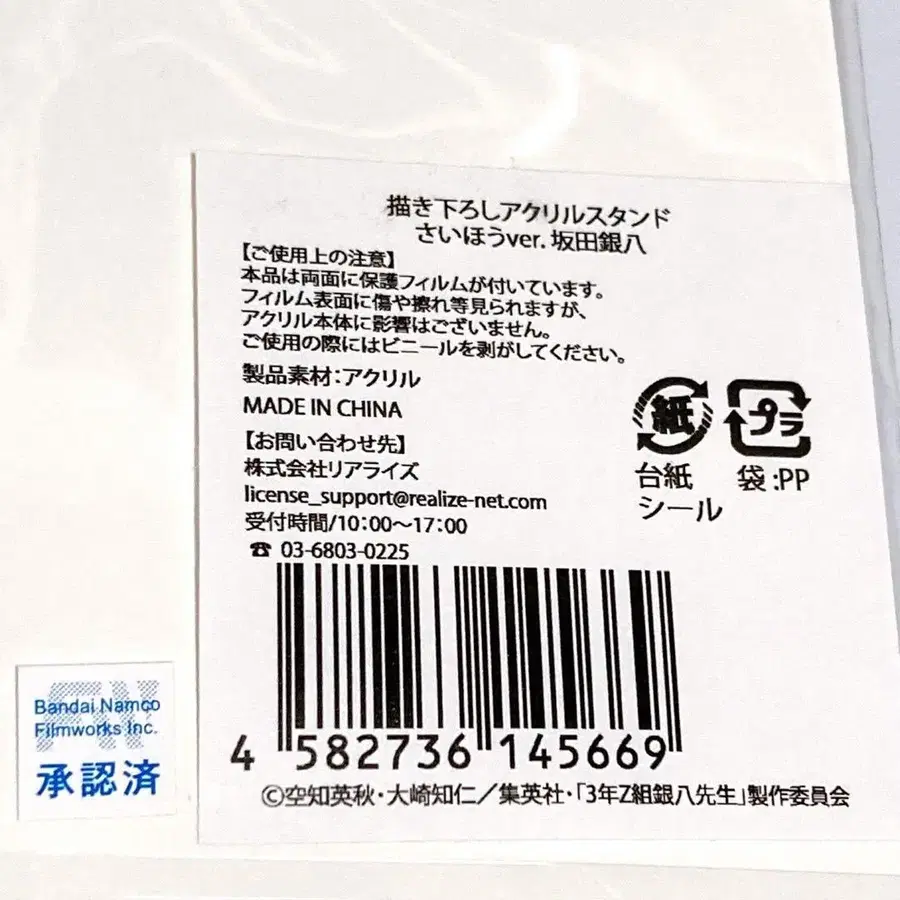 描き下ろしアクリルスタンド
さいほうver. 坂田銀八
【ご使用上の注意】
本品は両面に保護フィルムが付いています。
フィルム表面に傷や擦れ等見られますが、
アクリル本体に影響はございません。
ご使用の際にはビニールを剥がしてください。
製品素材：アクリル
MADE IN CHINA
【お問い合わせ先】
株式会社リアライズ
license_support@realize-net.com
受付時間/10：00～17：00
☎ 03-6803-0225
紙
台紙
シール
プラ
袋：PP
4 582736 145669
©空知英秋・大崎知仁／集英社・「3年Z組銀八先生」製作委員会
Bandai Namco
Filmworks Inc.
承認済